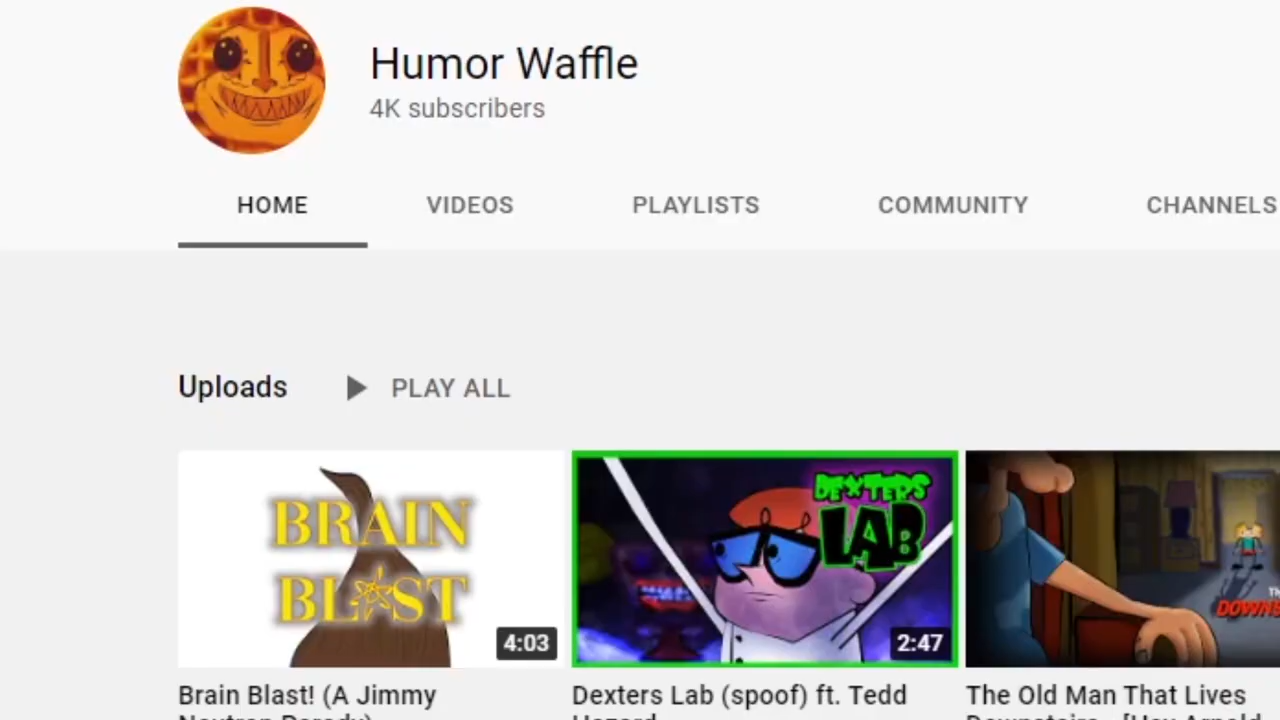 Humor Waffle
4K subscribers
HOME VIDEOS PLAYLISTS COMMUNITY CHANNELS
Uploads PLAY ALL
BRAIN
BLAST
4:03
DEXTERS
LAB
2:47
DOWNS
Brain Blast! (A Jimmy
Neutron Parody)
Dexters Lab (spoof) ft. Tedd
Hazard
The Old Man That Lives
Downstairs - [Hey Arnold